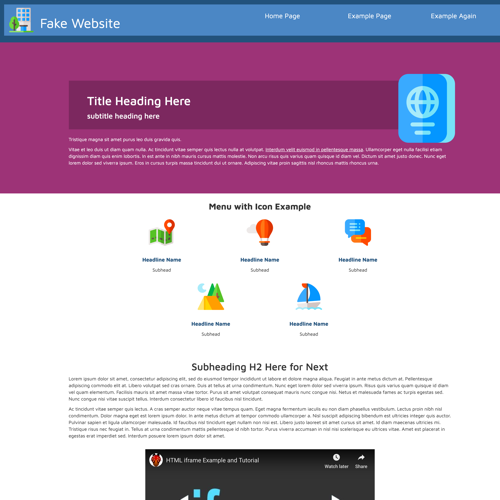 Fake Website
Home Page
Example Page
Example Again
Title Heading Here
subtitle heading here
Tristique magna sit amet purus leo duis gravida quis.
Vitae et leo duis ut diam quam nulla. Ac tincidunt vitae semper quis lectus nulla at volutpat. Interdum velit euismod in pellentesque massa. Ullamcorper eget nulla facilisi etiam
dignissim diam quis enim lobortis. In est ante in nibh mauris cursus mattis molestie. Non arcu risus quis varius quam quisque id diam vel. Dictum sit amet justo donec. Nunc eget
lorem dolor sed viverra ipsum. Eros in cursus turpis massa tincidunt dui ut ornare. Adipiscing vitae proin sagittis nisl rhoncus mattis rhoncus urna.
Menu with Icon Example
Headline Name
Subhead
Headline Name
Subhead
Headline Name
Subhead
Headline Name
Subhead
Headline Name
Subhead
Subheading H2 Here for Next
Lorem ipsum dolor sit amet, consectetur adipiscing elit, sed do eiusmod tempor incididunt ut labore et dolore magna aliqua. Feugiat in ante metus dictum at. Pellentesque
adipiscing commodo elit at. Libero volutpat sed cras ornare. Duis at tellus at urna condimentum. Nunc eget lorem dolor sed viverra ipsum. Risus quis varius quam quisque id diam
vel quam elementum. Facilisis mauris sit amet massa vitae tortor. Purus sit amet volutpat consequat mauris nunc congue nisi. Netus et malesuada fames ac turpis egestas sed.
Nunc congue nisi vitae suscipit tellus. Interdum consectetur libero id faucibus nisl tincidunt.
Ac tincidunt vitae semper quis lectus. A cras semper auctor neque vitae tempus quam. Eget magna fermentum iaculis eu non diam phasellus vestibulum. Lectus proin nibh nisl
condimentum. Dolor magna eget est lorem ipsum dolor. In ante metus dictum at tempor commodo ullamcorper a. Nisl suscipit adipiscing bibendum est ultricies integer quis auctor.
Pulvinar sapien et ligula ullamcorper malesuada. Id faucibus nisl tincidunt eget nullam non nisi est. Libero justo laoreet sit amet cursus sit amet. Id diam maecenas ultricies mi.
Tristique risus nec feugiat in. Tellus at urna condimentum mattis pellentesque id nibh tortor. Purus viverra accumsan in nisl nisi scelerisque eu ultrices vitae. Amet est placerat in
egestas erat imperdiet sed. Interdum posuere lorem ipsum dolor sit amet.
HTML iframe Example and Tutorial
Watch later
Share